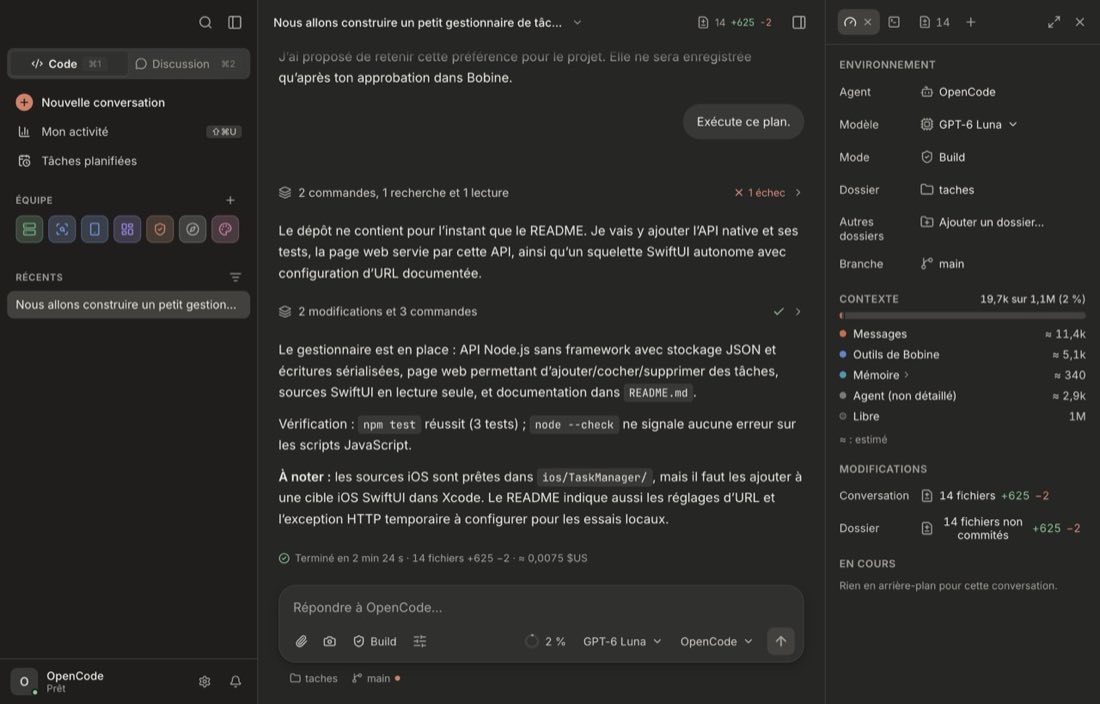 Code ⌘1
Discussion ⌘2
Nouvelle conversation
Mon activité ⇧⌘U
Tâches planifiées
ÉQUIPE
RÉCENTS
Nous allons construire un petit gestion...
O
OpenCode
Prêt
Nous allons construire un petit gestionnaire de tâc...
14 +625 −2
J'ai proposé de retenir cette préférence pour le projet. Elle ne sera enregistrée
qu'après ton approbation dans Bobine.
Exécute ce plan.
2 commandes, 1 recherche et 1 lecture
1 échec
Le dépôt ne contient pour l'instant que le README. Je vais y ajouter l'API native et ses
tests, la page web servie par cette API, ainsi qu'un squelette SwiftUI autonome avec
configuration d'URL documentée.
2 modifications et 3 commandes
Le gestionnaire est en place : API Node.js sans framework avec stockage JSON et
écritures sérialisées, page web permettant d'ajouter/cocher/supprimer des tâches,
sources SwiftUI en lecture seule, et documentation dans README.md.
Vérification : npm test réussit (3 tests) ; node --check ne signale aucune erreur sur
les scripts JavaScript.
À noter : les sources iOS sont prêtes dans ios/TaskManager/, mais il faut les ajouter à
une cible iOS SwiftUI dans Xcode. Le README indique aussi les réglages d'URL et
l'exception HTTP temporaire à configurer pour les essais locaux.
Terminé en 2 min 24 s · 14 fichiers +625 −2 · ≈ 0,0075 $US
Répondre à OpenCode...
Build
2 %
GPT-6 Luna
OpenCode
taches
main
14
ENVIRONNEMENT
Agent OpenCode
Modèle GPT-6 Luna
Mode Build
Dossier taches
Autres
dossiers
Ajouter un dossier...
Branche main
CONTEXTE 19,7k sur 1,1M (2 %)
Messages ≈ 11,4k
Outils de Bobine ≈ 5,1k
Mémoire ≈ 340
Agent (non détaillé) ≈ 2,9k
Libre 1M
≈ : estimé
MODIFICATIONS
Conversation 14 fichiers +625 −2
Dossier
14 fichiers non
commités
+625 −2
EN COURS
Rien en arrière-plan pour cette conversation.